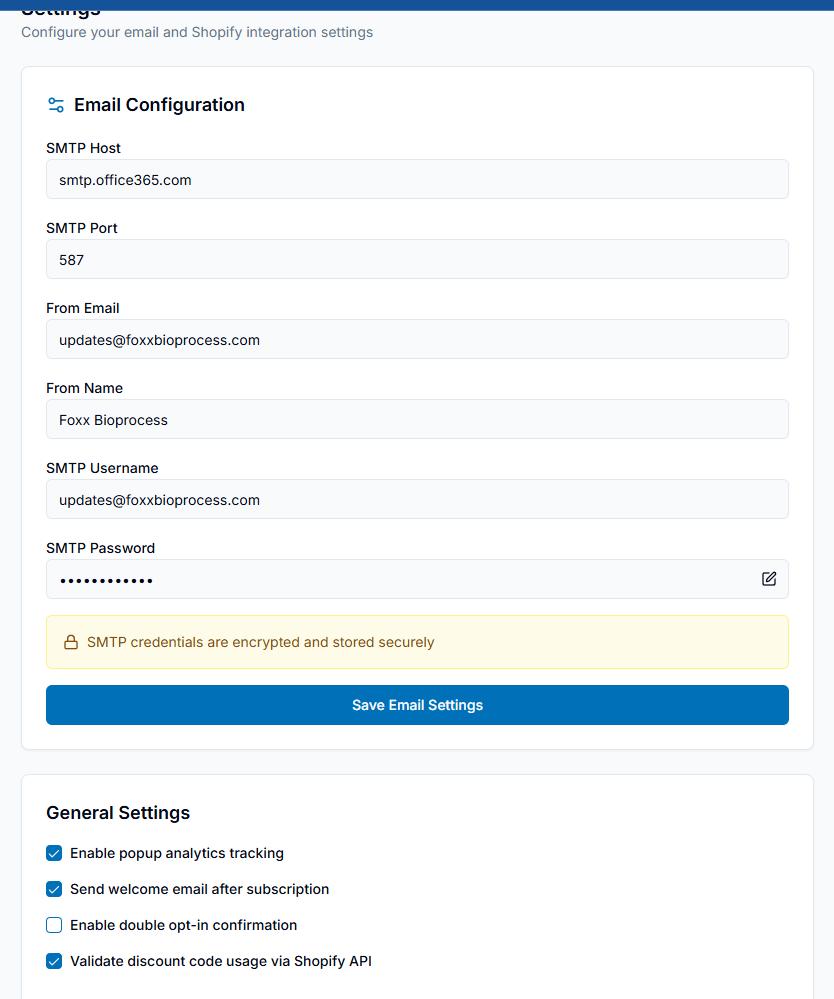 Settings
Configure your email and Shopify integration settings
Email Configuration
SMTP Host
smtp.office365.com
SMTP Port
587
From Email
updates@foxxbioprocess.com
From Name
Foxx Bioprocess
SMTP Username
updates@foxxbioprocess.com
SMTP Password
••••••••••••
SMTP credentials are encrypted and stored securely
Save Email Settings
General Settings
Enable popup analytics tracking
Send welcome email after subscription
Enable double opt-in confirmation
Validate discount code usage via Shopify API